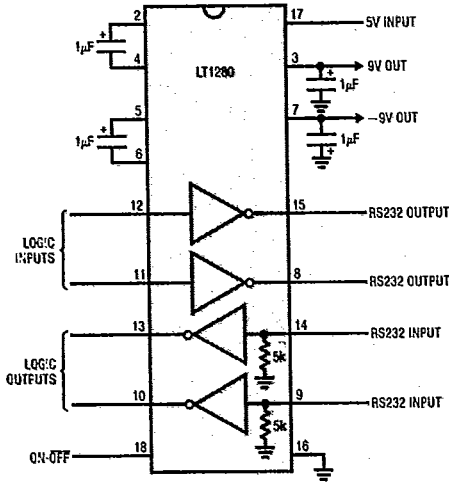 2
17
5V INPUT
+
1µF
LT1280
4
3
9V OUT
+
1µF
5
7
–9V OUT
+
1µF
1µF
+
6
12
15
RS232 OUTPUT
LOGIC
INPUTS
11
8
RS232 OUTPUT
13
14
RS232 INPUT
5k
LOGIC
OUTPUTS
10
9
RS232 INPUT
5k
ON-OFF
18
16